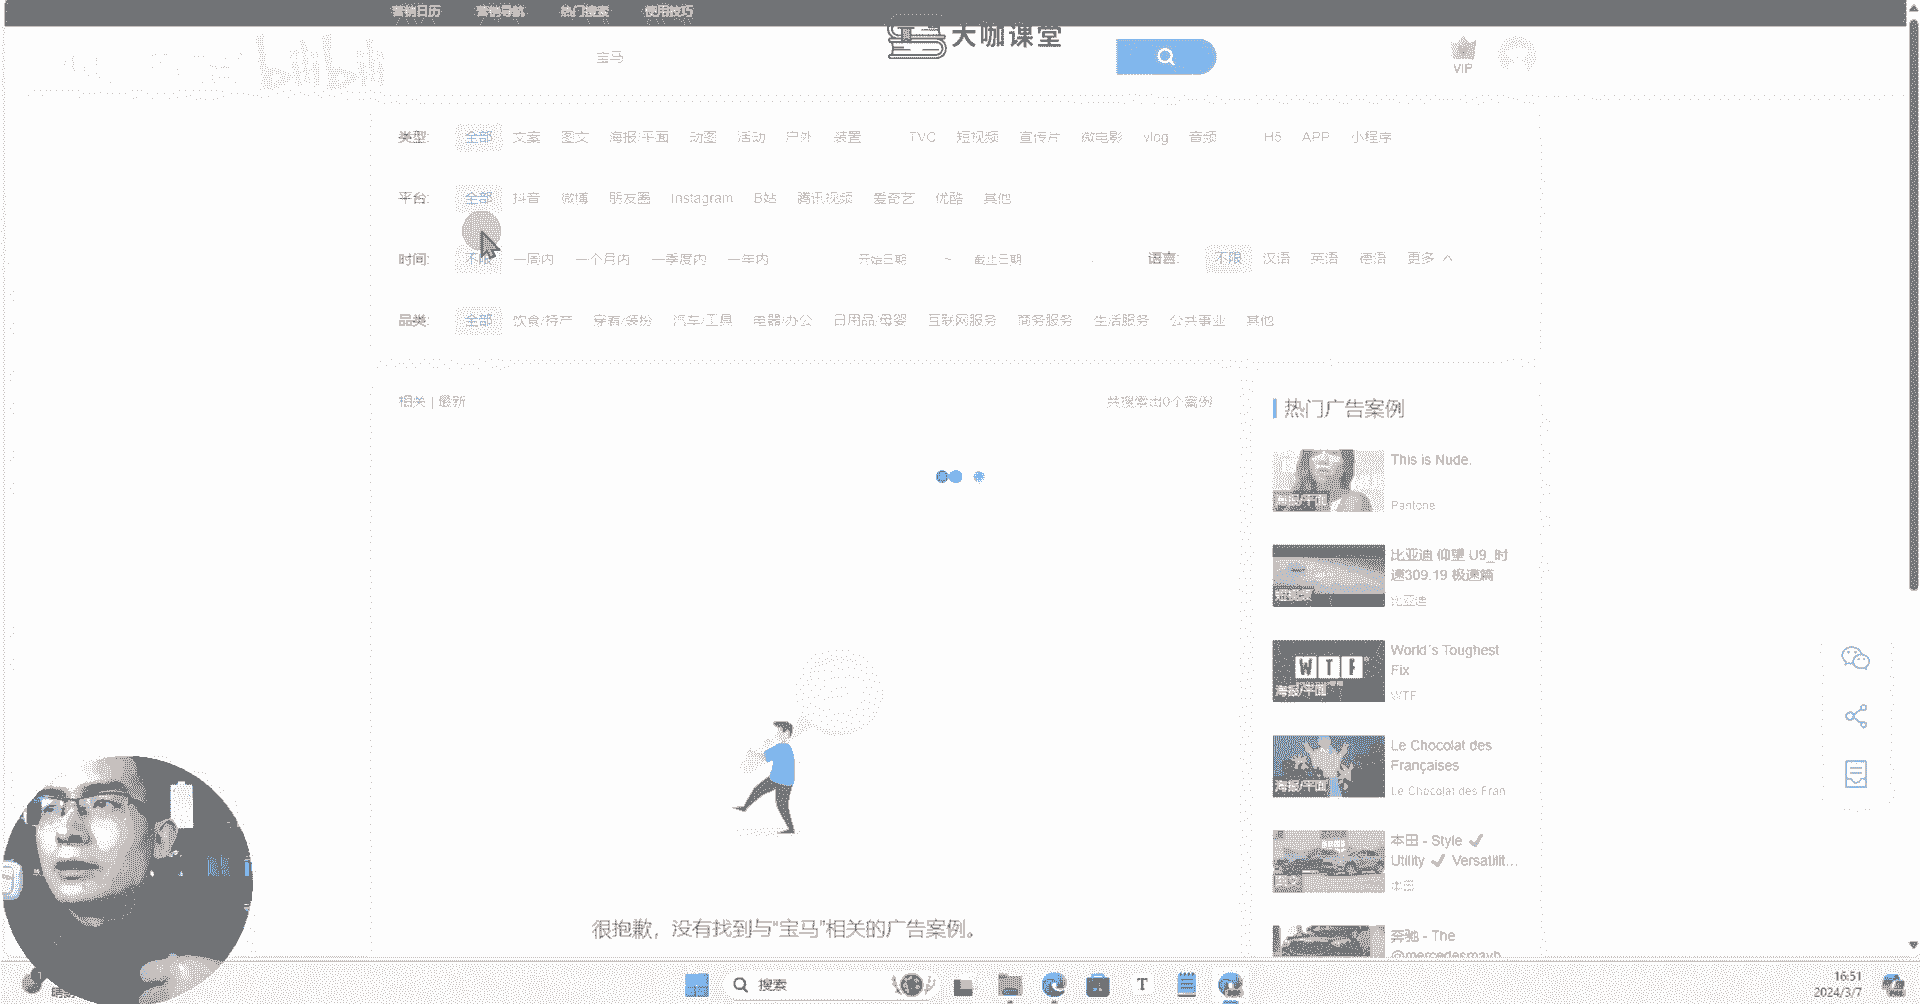 营销日历 营销导航 热门搜索 使用技巧
大咖课堂
bilibili
宝马
VIP
类型: 全部 文案 图文 海报/平面 动图 活动 户外 装置 TVC 短视频 宣传片 微电影 vlog 音频 H5 APP 小程序
平台: 全部 抖音 微博 朋友圈 Instagram B站 腾讯视频 爱奇艺 优酷 其他
时间: 不限 一周内 一个月内 一季度内 一年内 开始日期 ~ 截止日期 语言: 不限 汉语 英语 德语 更多
品类: 全部 饮食/特产 穿着/装扮 汽车/工具 电器/办公 日用品/母婴 互联网服务 商务服务 生活服务 公共事业 其他
相关 | 最新
共搜索出0个案例
很抱歉，没有找到与“宝马”相关的广告案例。
热门广告案例
海报/平面
This is Nude.
Pantone
短视频
比亚迪 仰望 U9_时
速309.19 极速篇
比亚迪
WTF
海报/平面
World´s Toughest
Fix
WTF
海报/平面
Le Chocolat des
Françaises
Le Chocolat des Fran
本田 - Style ✓
Utility ✓ Versatilit...
本田
奔驰 - The
@mercedesmayb
搜索
T
16:51
2024/3/7